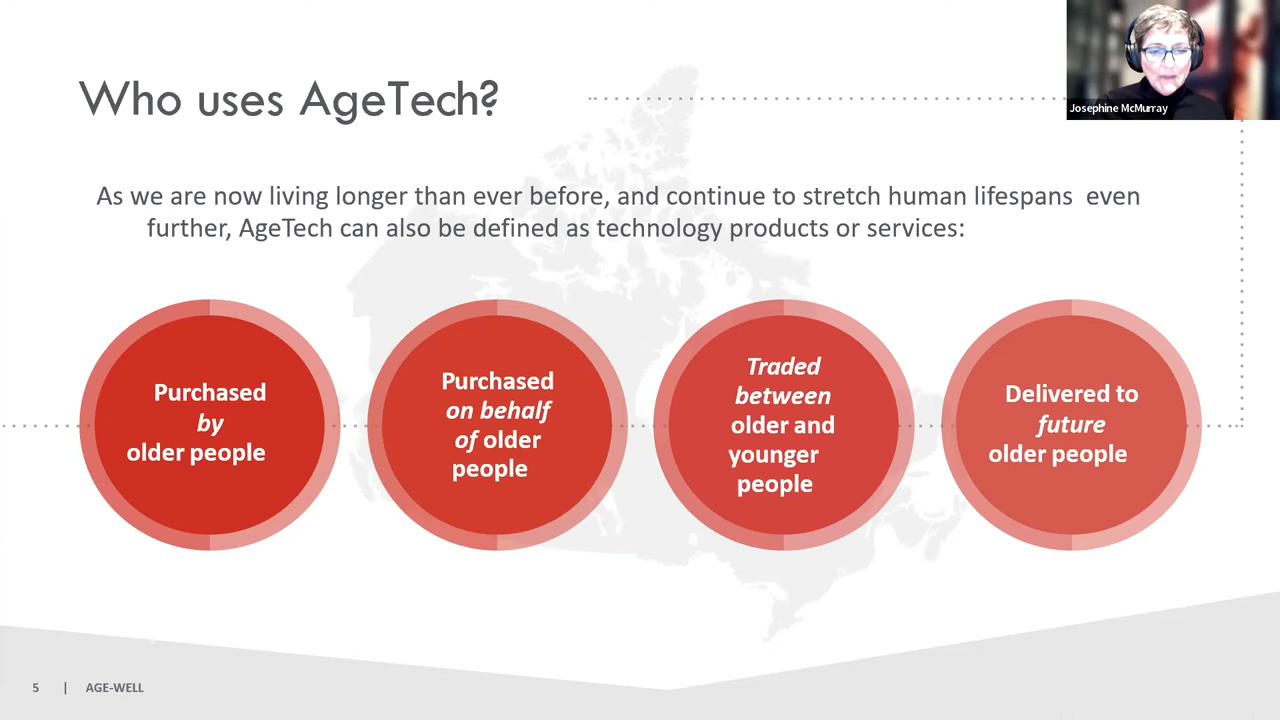 Who uses AgeTech?
Josephine McMurray
As we are now living longer than ever before, and continue to stretch human lifespans even
further, AgeTech can also be defined as technology products or services:
Purchased
by
older people
Purchased
on behalf
of older
people
Traded
between
older and
younger
people
Delivered to
future
older people
5 | AGE-WELL